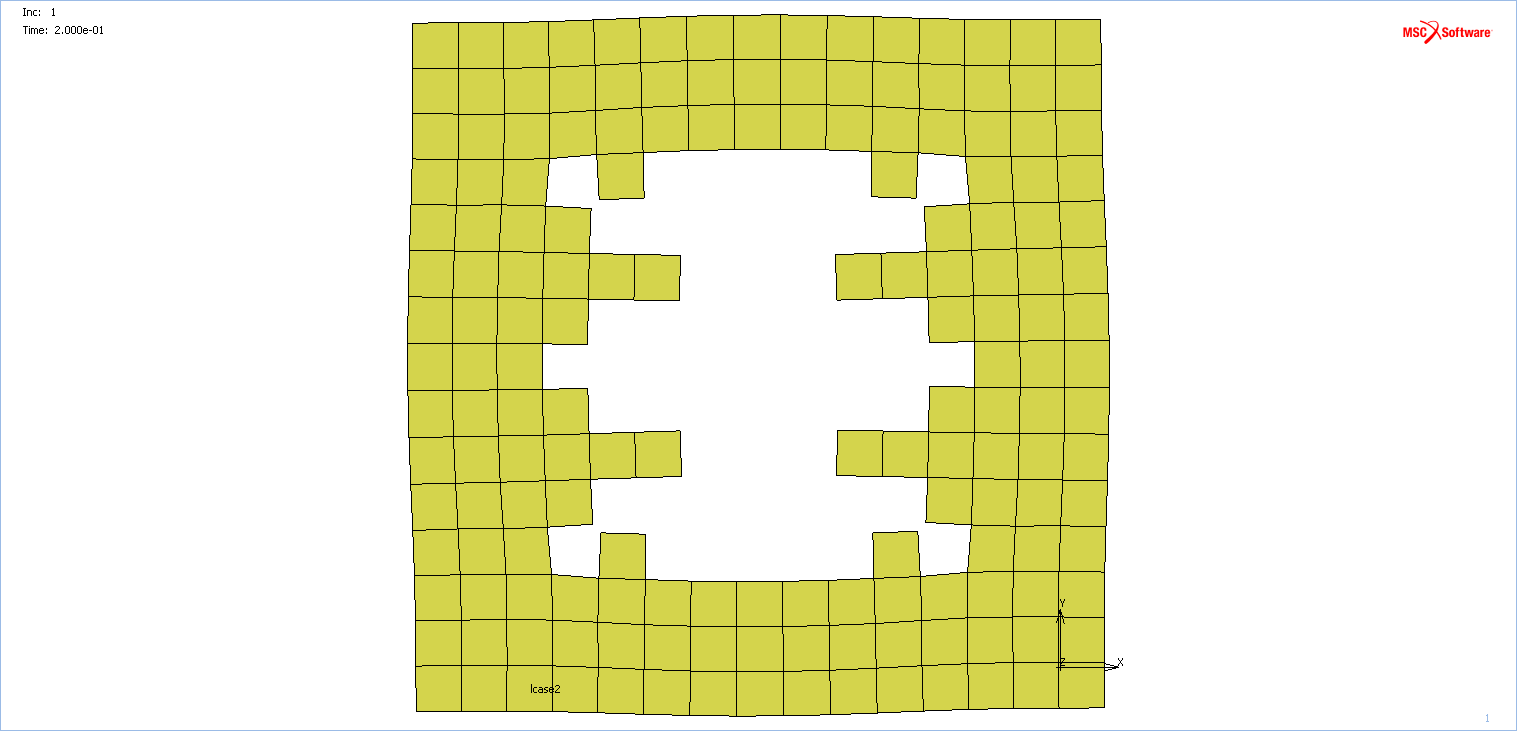 Inc: 1
Time: 2.000e-01
MSC Software
Y
Z X
lcase2
1